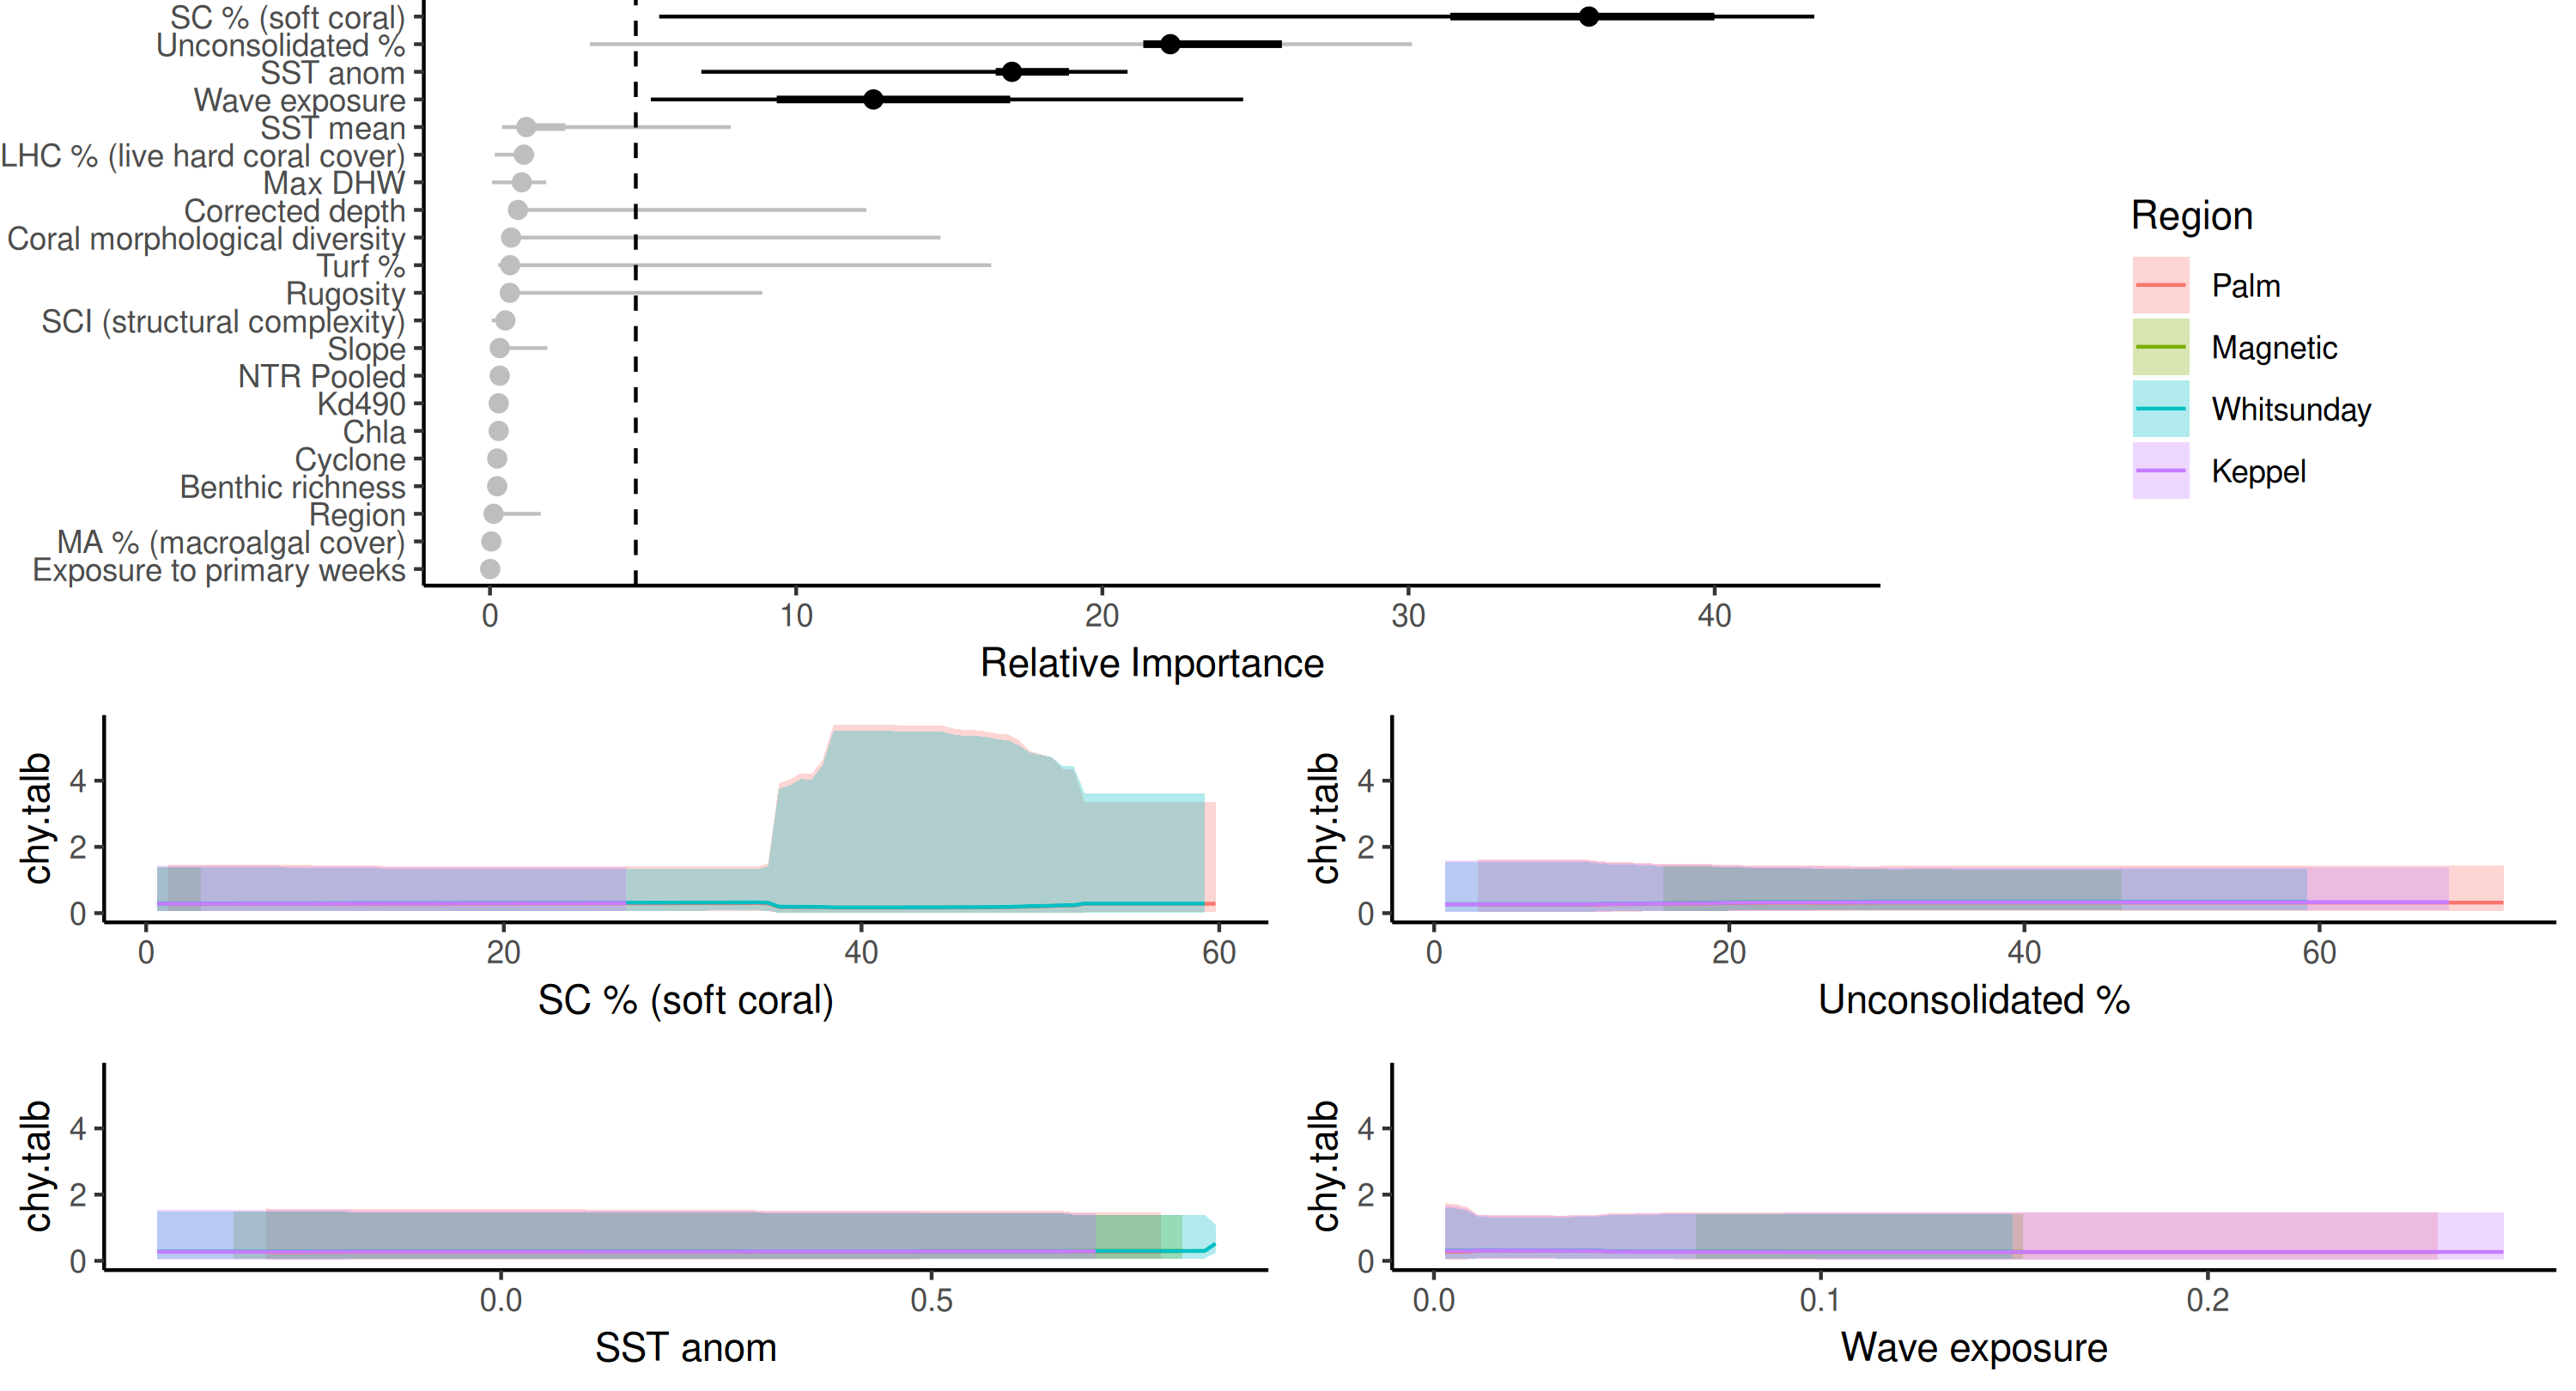 SC % (soft coral)
Unconsolidated %
SST anom
Wave exposure
SST mean
LHC % (live hard coral cover)
Max DHW
Corrected depth
Coral morphological diversity
Turf %
Rugosity
SCI (structural complexity)
Slope
NTR Pooled
Kd490
Chla
Cyclone
Benthic richness
Region
MA % (macroalgal cover)
Exposure to primary weeks
0 10 20 30 40
Relative Importance
Region
Palm
Magnetic
Whitsunday
Keppel
chy.talb
4
2
0
0 20 40 60
SC % (soft coral)
chy.talb
4
2
0
0 20 40 60
Unconsolidated %
chy.talb
4
2
0
0.0 0.5
SST anom
chy.talb
4
2
0
0.0 0.1 0.2
Wave exposure